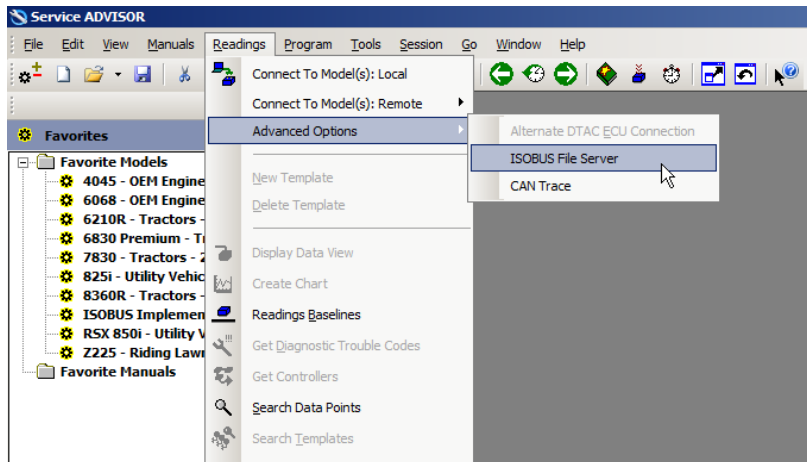 Service ADVISOR
File Edit View Manuals Readings Program Tools Session Go Window Help
Connect To Model(s): Local
Connect To Model(s): Remote
Advanced Options
Alternate DTAC ECU Connection
ISOBUS File Server
CAN Trace
New Template
Delete Template
Display Data View
Create Chart
Readings Baselines
Get Diagnostic Trouble Codes
Get Controllers
Search Data Points
Search Templates
Favorites
Favorite Models
4045 - OEM Engine
6068 - OEM Engine
6210R - Tractors -
6830 Premium -
7830 - Tractors -
825i - Utility Vehic
8360R - Tractors -
ISOBUS Implemen
RSX 850i - Utility
Z225 - Riding Law
Favorite Manuals